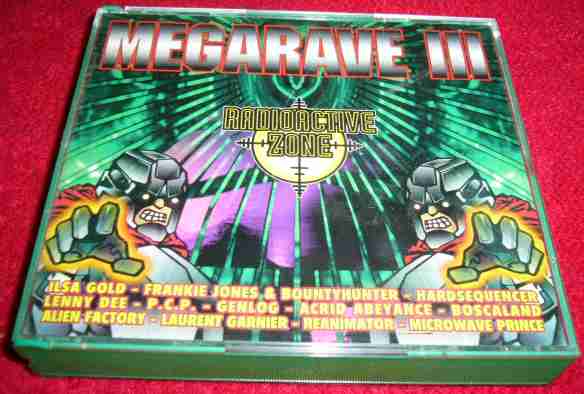 MEGARAVE III
RADIOACTIVE
ZONE
ILSA GOLD - FRANKIE JONES & BOUNTYHUNTER - HARDSEQUENCER
LENNY DEE - P.C.P. - GENLOG - ACRID ABEYANCE - BOSCALAND
ALIEN FACTORY - LAURENT GARNIER - REANIMATOR - MICROWAVE PRINCE